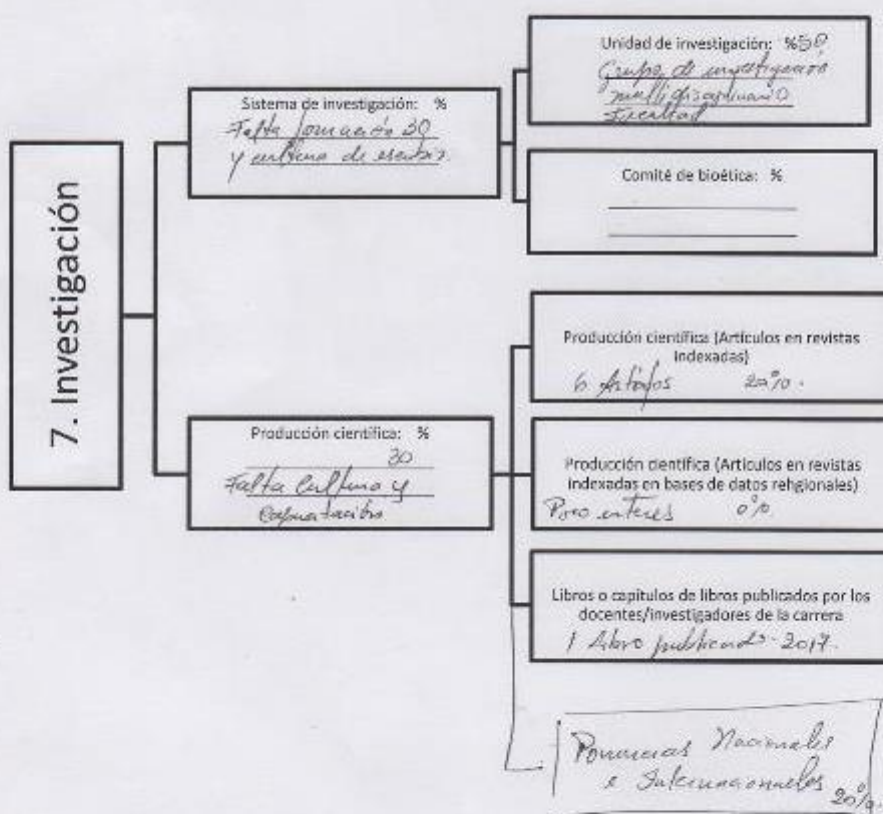 7. Investigación
Sistema de investigación: %
Falta formación 30
y cultura de escribir.
Unidad de investigación: %50
Grupo de investigación
multidisciplinario
Facultad
Comité de bioética: %
Producción científica: %
30
Falta Cultura y
Capacitación
Producción científica (Artículos en revistas
indexadas)
6 Artículos 20%.
Producción científica (Artículos en revistas
indexadas en bases de datos rehgionales)
Poco interés 0%
Libros o capítulos de libros publicados por los
docentes/investigadores de la carrera
1 Libro publicado - 2017.
Ponencias Nacionales
e Internacionales
20%.